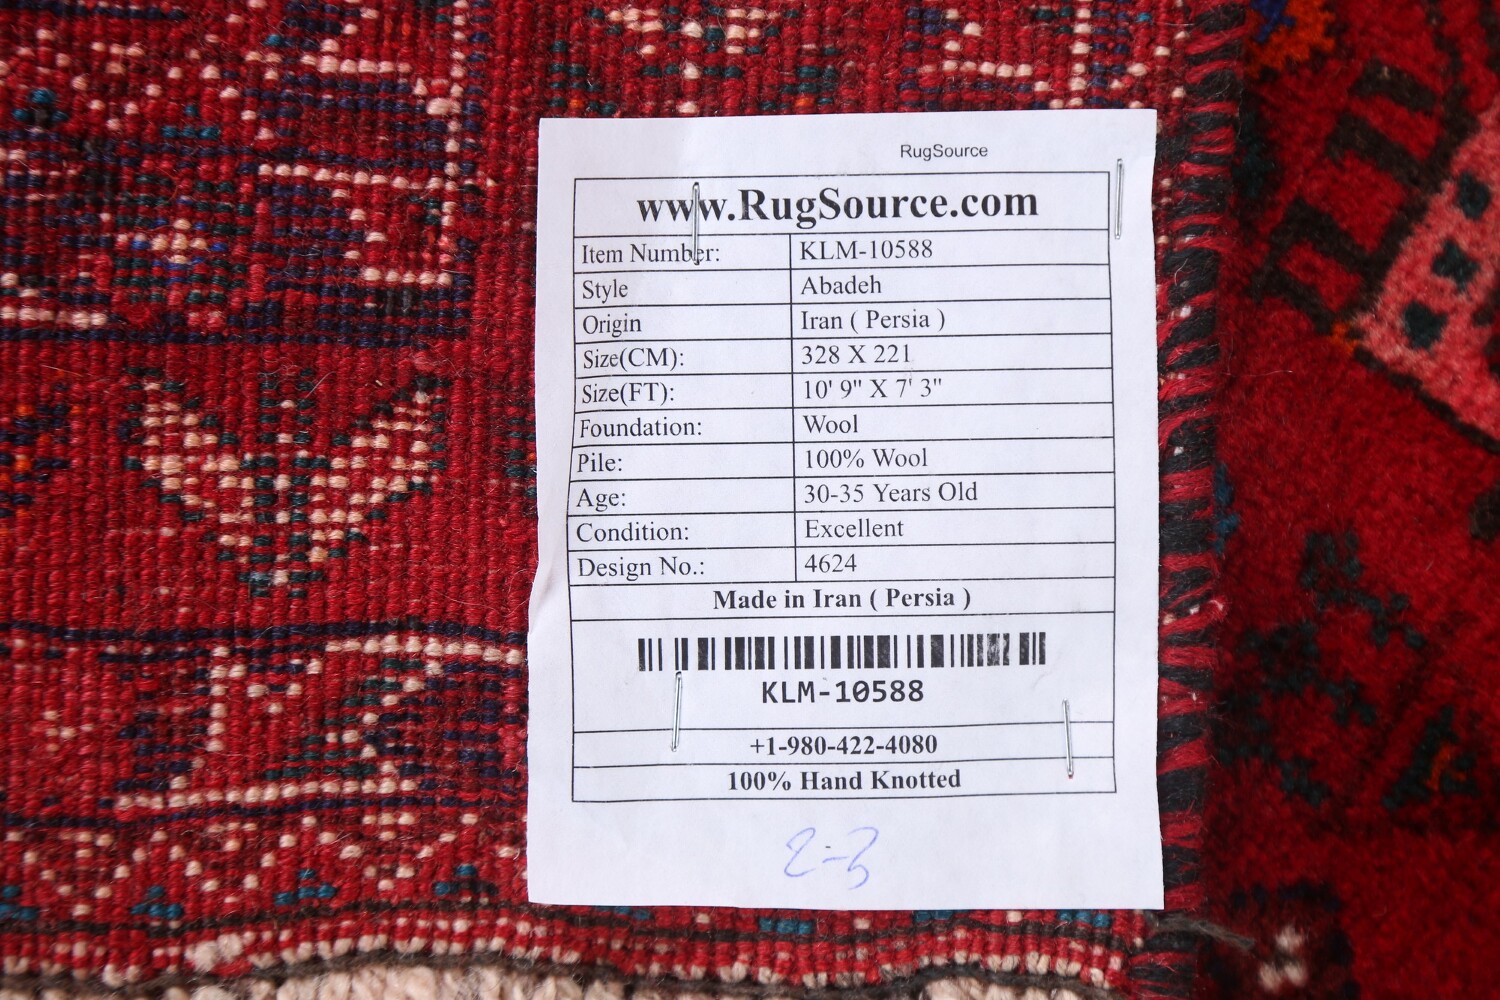 RugSource
www.RugSource.com
Item Number: KLM-10588
Style Abadeh
Origin Iran ( Persia )
Size(CM): 328 X 221
Size(FT): 10' 9" X 7' 3"
Foundation: Wool
Pile: 100% Wool
Age: 30-35 Years Old
Condition: Excellent
Design No.: 4624
Made in Iran ( Persia )
KLM-10588
+1-980-422-4080
100% Hand Knotted
2-3